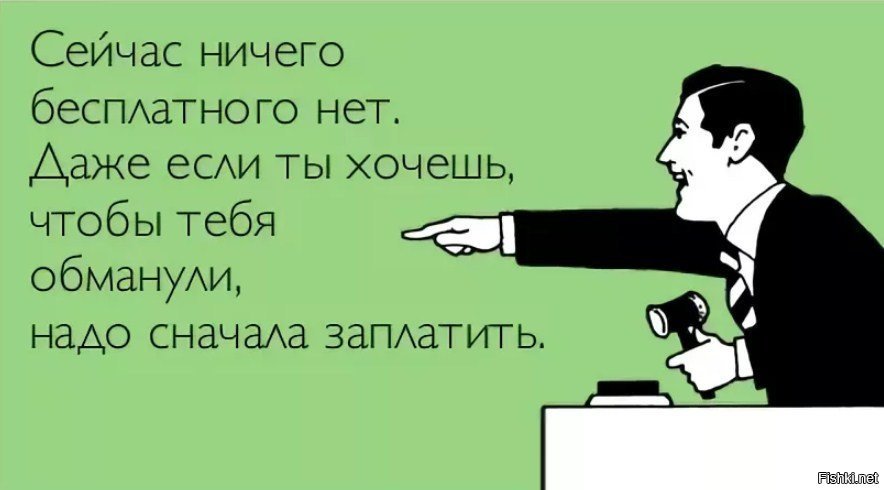 Сейчас ничего
бесплатного нет.
Даже если ты хочешь,
чтобы тебя
обманули,
надо сначала заплатить.
Fishki.net